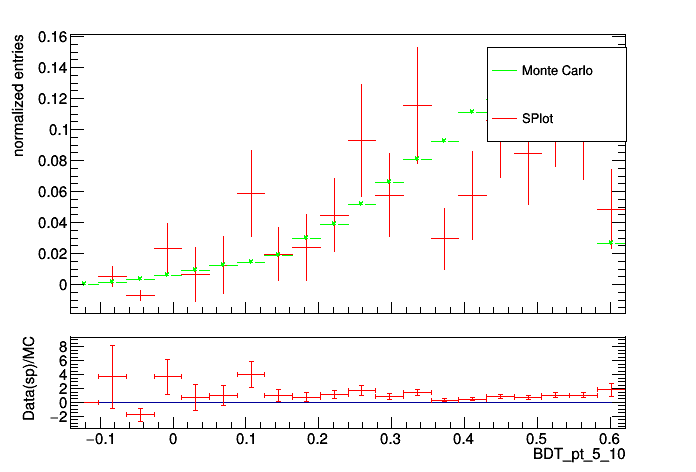 normalized entries
0.16
0.14
0.12
0.1
0.08
0.06
0.04
0.02
0
Monte Carlo
SPlot
Data(sp)/MC
8
6
4
2
0
−2
−0.1 0 0.1 0.2 0.3 0.4 0.5 0.6
BDT_pt_5_10